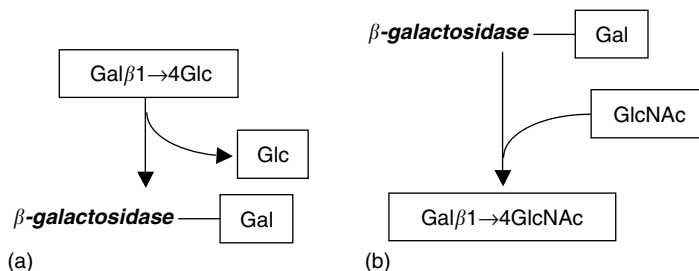 Galβ1→4Glc
Glc
β-galactosidase Gal
(a)
β-galactosidase Gal
GlcNAc
Galβ1→4GlcNAc
(b)